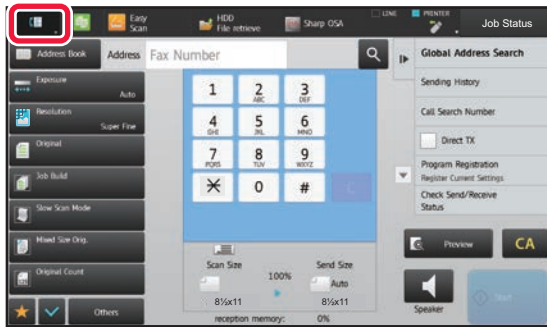 Easy
Scan
HDD
File retrieve
Sharp OSA
LINE
PRINTER
Job Status
Address Book
Address
Fax Number
Global Address Search
Exposure
Auto
Sending History
Resolution
Super Fine
Call Search Number
Original
Direct TX
Job Build
Program Registration
Register Current Settings
Slow Scan Mode
Check Send/Receive
Status
Mixed Size Orig.
Original Count
Others
1
2
ABC
3
DEF
4
GHI
5
JKL
6
MNO
7
PQRS
8
TUV
9
WXYZ
0
#
C
Preview
CA
Scan Size
100%
Send Size
Auto
8½x11
8½x11
reception memory:
0%
Speaker
Start